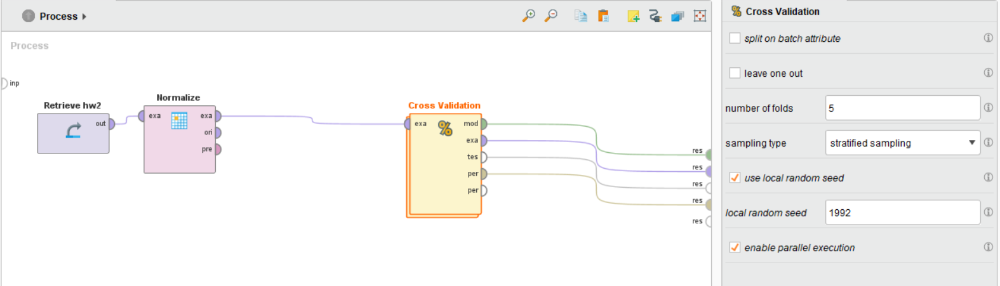 Process
Process
inp
Retrieve hw2
out
Normalize
exa
exa
ori
pre
Cross Validation
exa
mod
exa
tes
per
per
res
res
res
res
res
Cross Validation
split on batch attribute
leave one out
number of folds
5
sampling type
stratified sampling
use local random seed
local random seed
1992
enable parallel execution